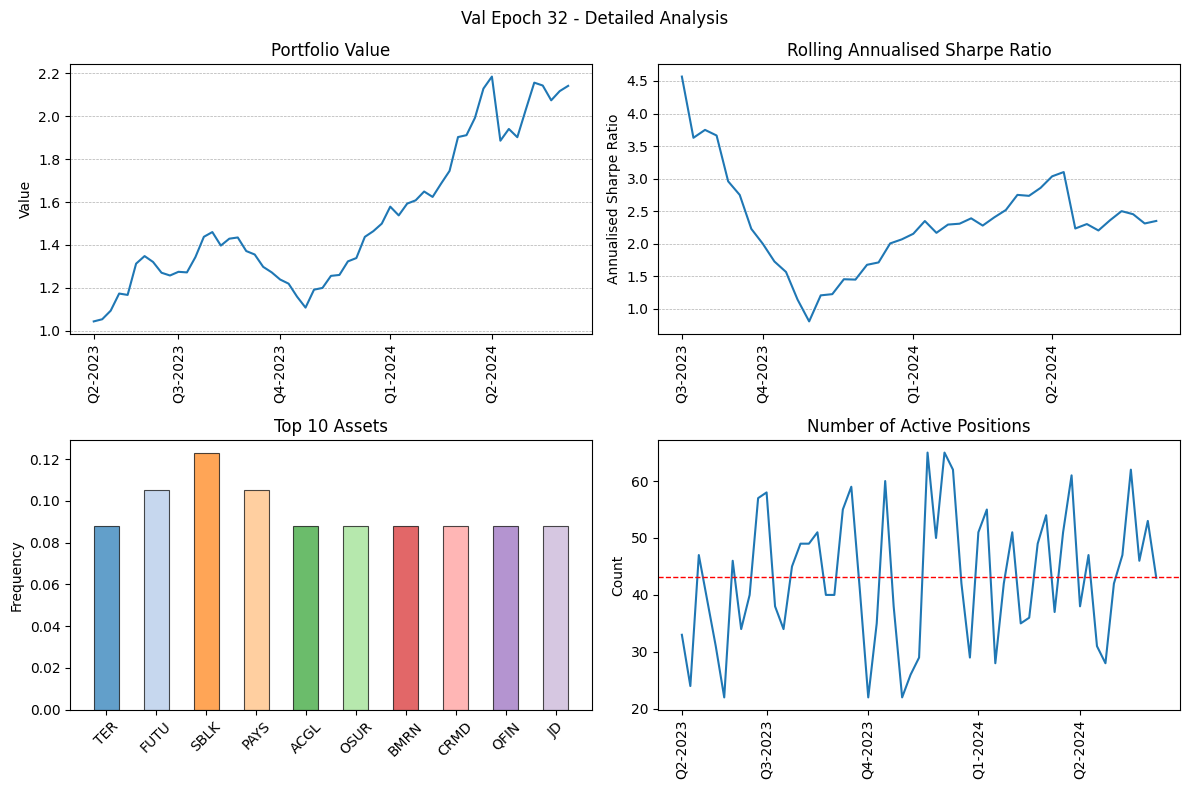 Val Epoch 32 - Detailed Analysis
Portfolio Value
Value
2.2
2.0
1.8
1.6
1.4
1.2
1.0
Q2-2023
Q3-2023
Q4-2023
Q1-2024
Q2-2024
Rolling Annualised Sharpe Ratio
Annualised Sharpe Ratio
4.5
4.0
3.5
3.0
2.5
2.0
1.5
1.0
Q3-2023
Q4-2023
Q1-2024
Q2-2024
Top 10 Assets
Frequency
0.12
0.10
0.08
0.06
0.04
0.02
0.00
TER
FUTU
SBLK
PAYS
ACGL
OSUR
BMRN
CRMD
QFIN
JD
Number of Active Positions
Count
60
50
40
30
20
Q2-2023
Q3-2023
Q4-2023
Q1-2024
Q2-2024